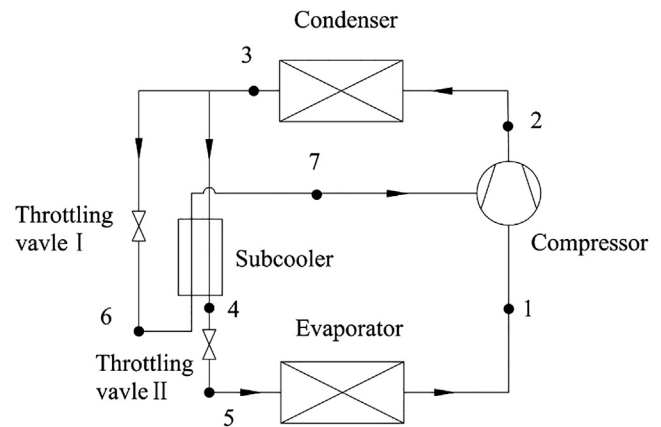 Condenser
3
2
7
Throttling
vavle Ⅰ
Subcooler
Compressor
6
4
1
Evaporator
Throttling
vavle Ⅱ
5